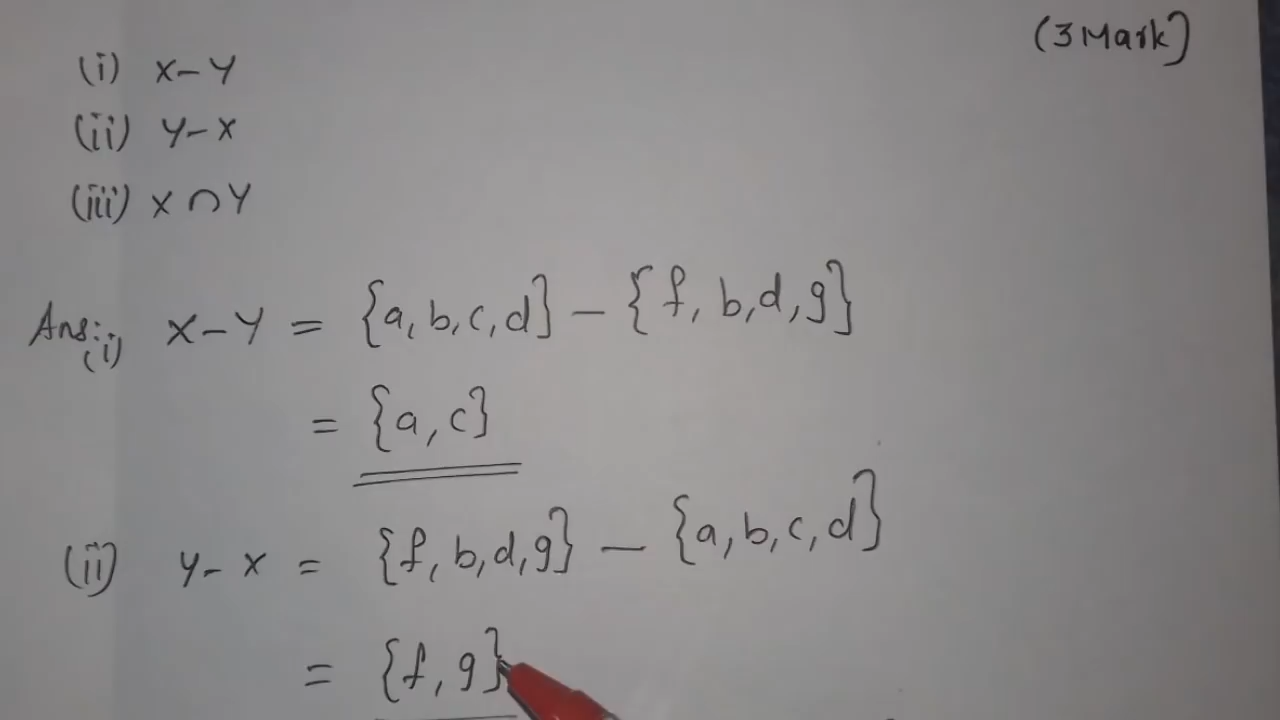 (3 Mark)
(i) X-Y
(ii) Y-X
(iii) X∩Y
Ans: (i) X-Y = {a, b, c, d} - {f, b, d, g}
= {a, c}
(ii) Y-X = {f, b, d, g} - {a, b, c, d}
= {f, g}